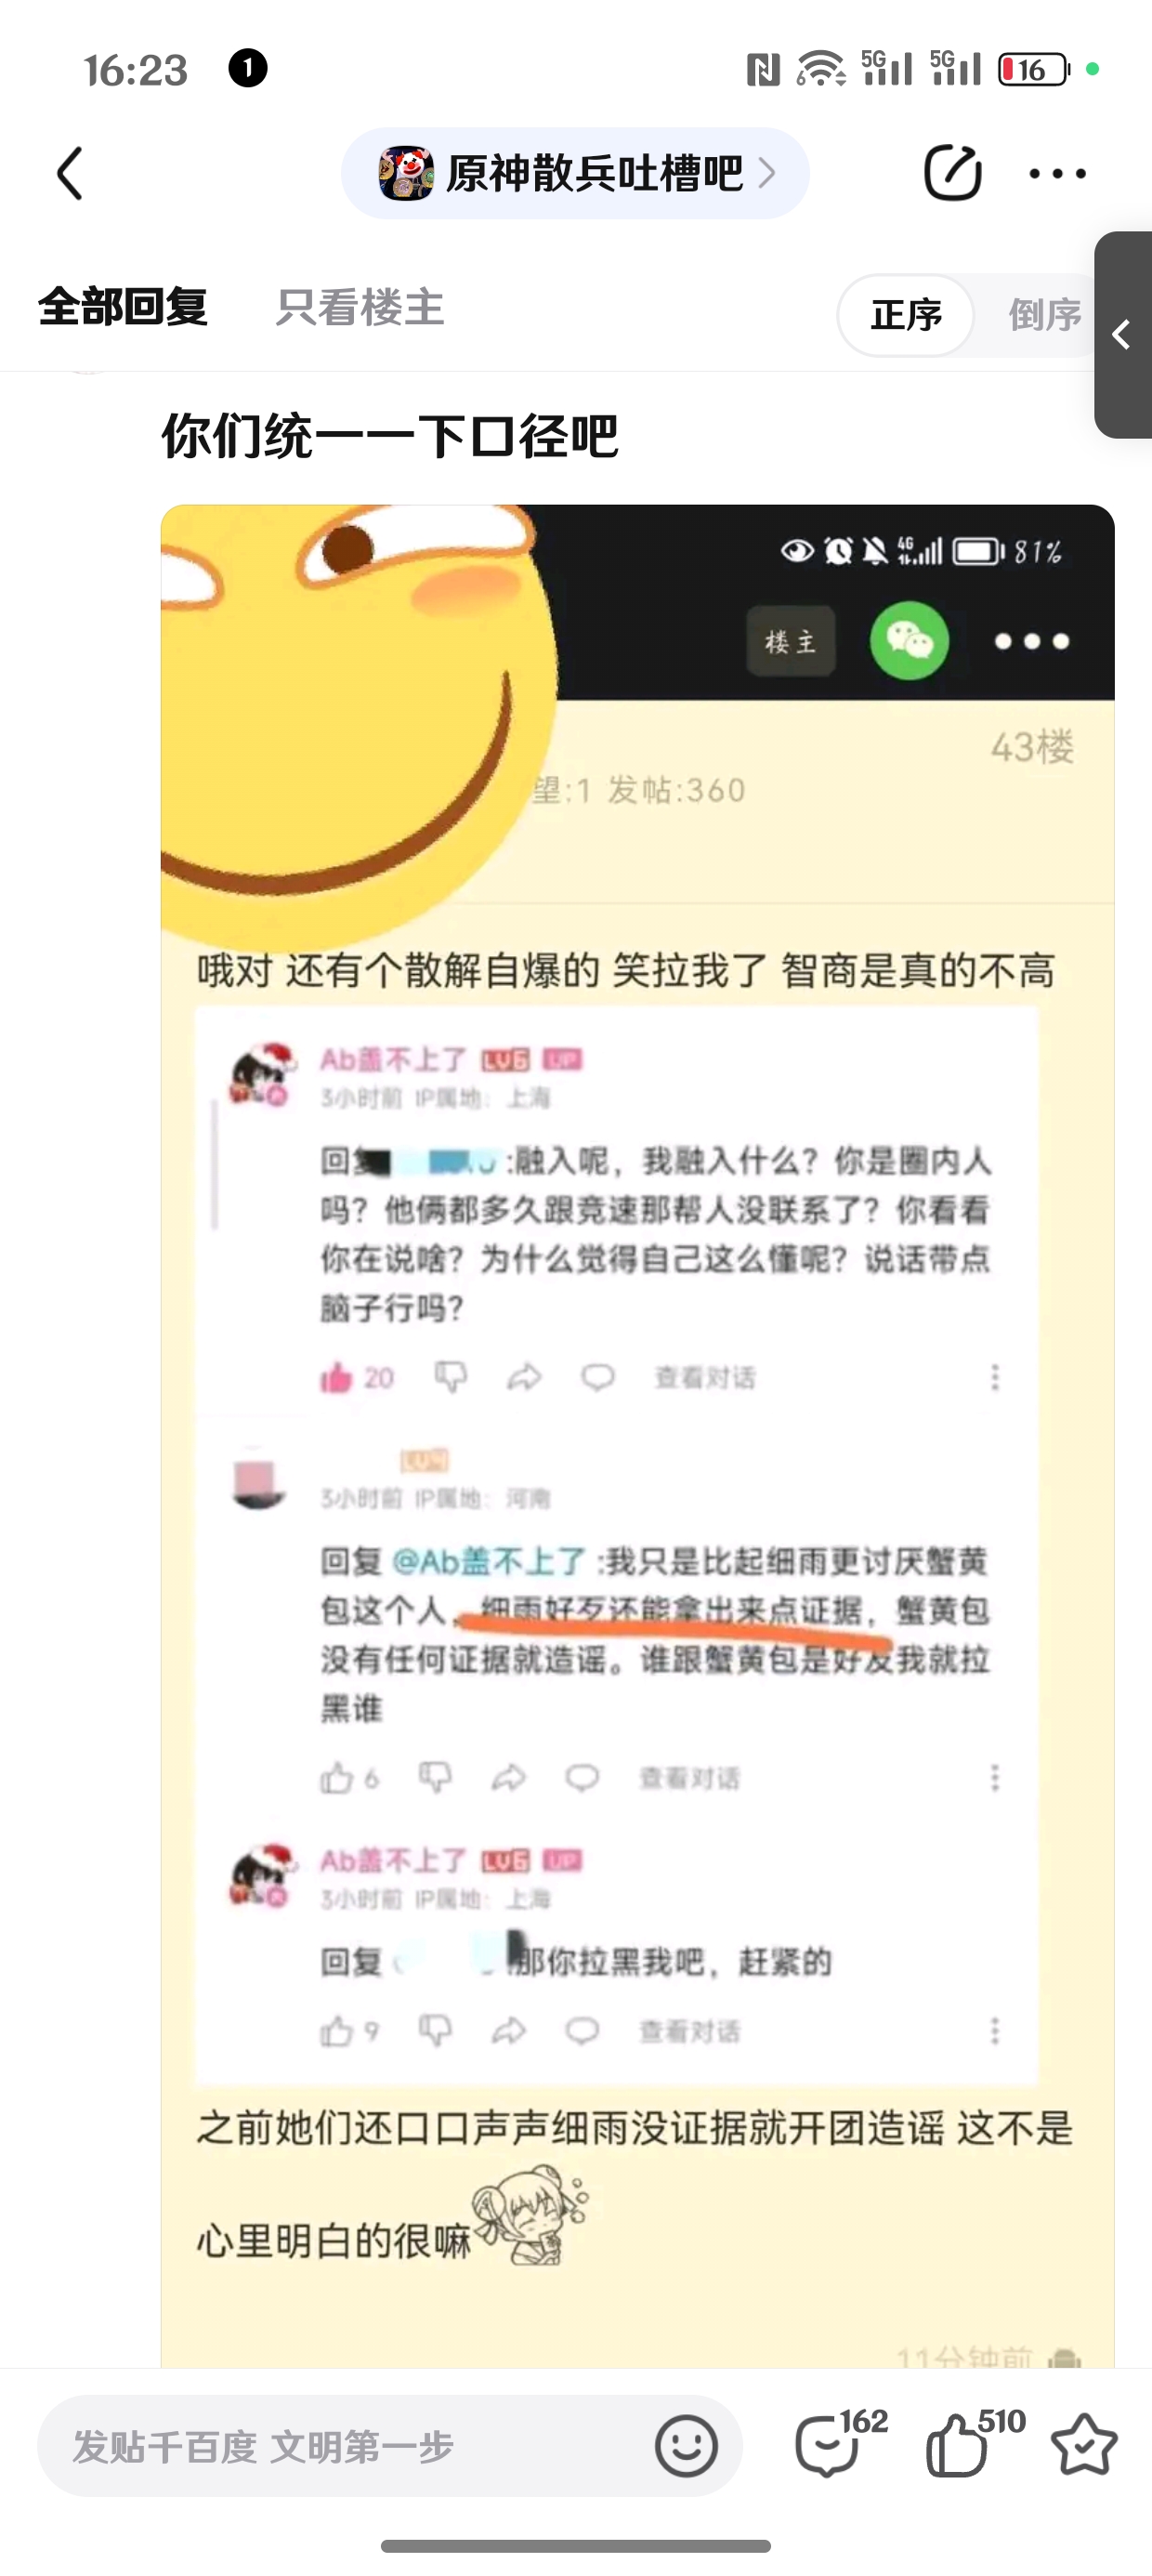 16:23
1
5G
5G
16
原神散兵吐槽吧
全部回复
只看楼主
正序
倒序
你们统一一下口径吧
4G
81%
楼主
43楼
望:1 发帖:360
哦对 还有个散解自爆的 笑拉我了 智商是真的不高
Ab盖不上了 LV6 UP
3小时前 IP属地：上海
回复 :融入呢，我融入什么？你是圈内人
吗？他俩都多久跟竞速那帮人没联系了？你看看
你在说啥？为什么觉得自己这么懂呢？说话带点
脑子行吗？
20
查看对话
LV4
3小时前 IP属地：河南
回复 @Ab盖不上了 :我只是比起细雨更讨厌蟹黄
包这个人，细雨好歹还能拿出来点证据，蟹黄包
没有任何证据就造谣。谁跟蟹黄包是好友我就拉
黑谁
6
查看对话
Ab盖不上了 LV6 UP
3小时前 IP属地：上海
回复 那你拉黑我吧，赶紧的
9
查看对话
之前她们还口口声声细雨没证据就开团造谣 这不是
心里明白的很嘛
11分钟前
发贴千百度 文明第一步
162
510